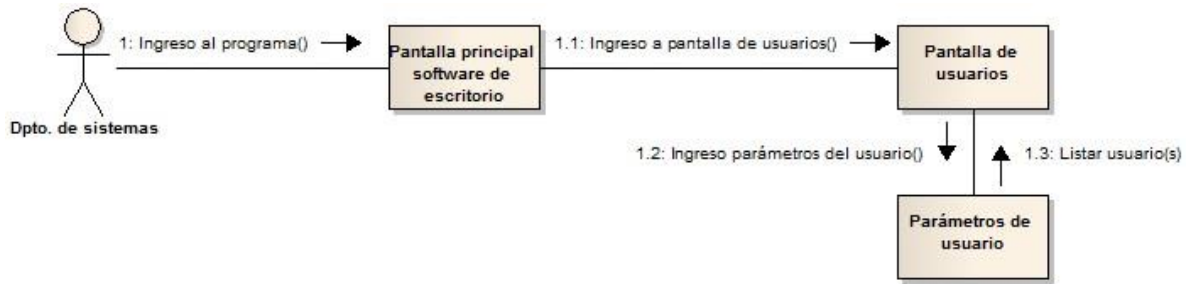 1: Ingreso al programa()
Pantalla principal
software de
escritorio
1.1: Ingreso a pantalla de usuarios()
Pantalla de
usuarios
Dpto. de sistemas
1.2: Ingreso parámetros del usuario()
1.3: Listar usuario(s)
Parámetros de
usuario